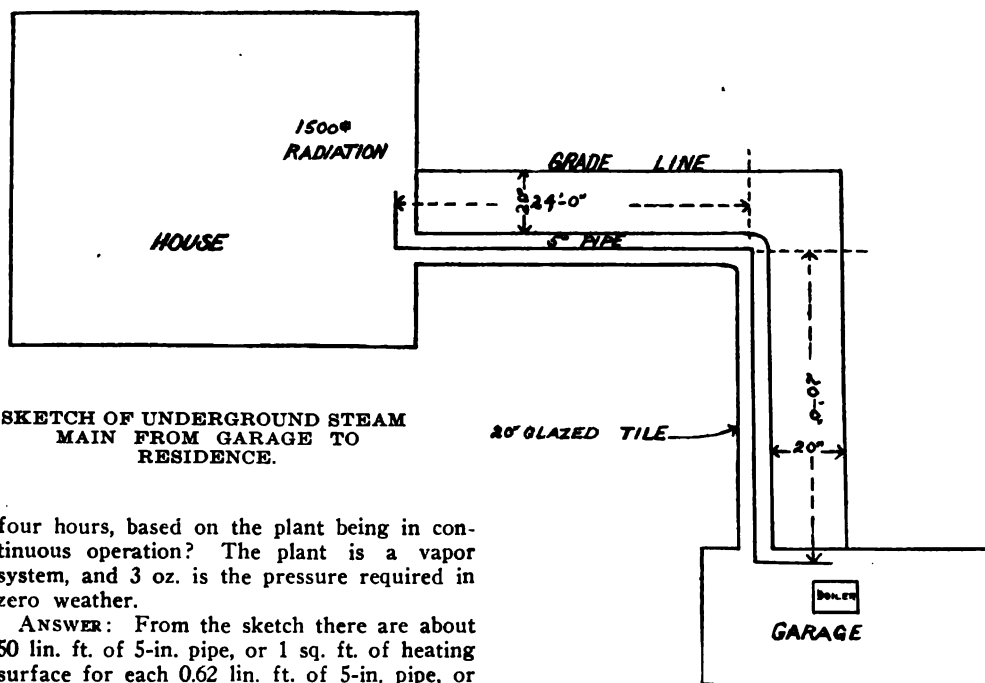 1500#
RADIATION
GRADE LINE
20"
24'-0"
5" PIPE
HOUSE
20'-0"
20"
20" GLAZED TILE
BOILER
GARAGE
SKETCH OF UNDERGROUND STEAM
MAIN FROM GARAGE TO
RESIDENCE.
four hours, based on the plant being in con-
tinuous operation? The plant is a vapor
system, and 3 oz. is the pressure required in
zero weather.
ANSWER: From the sketch there are about
50 lin. ft. of 5-in. pipe, or 1 sq. ft. of heating
surface for each 0.62 lin. ft. of 5-in. pipe, or